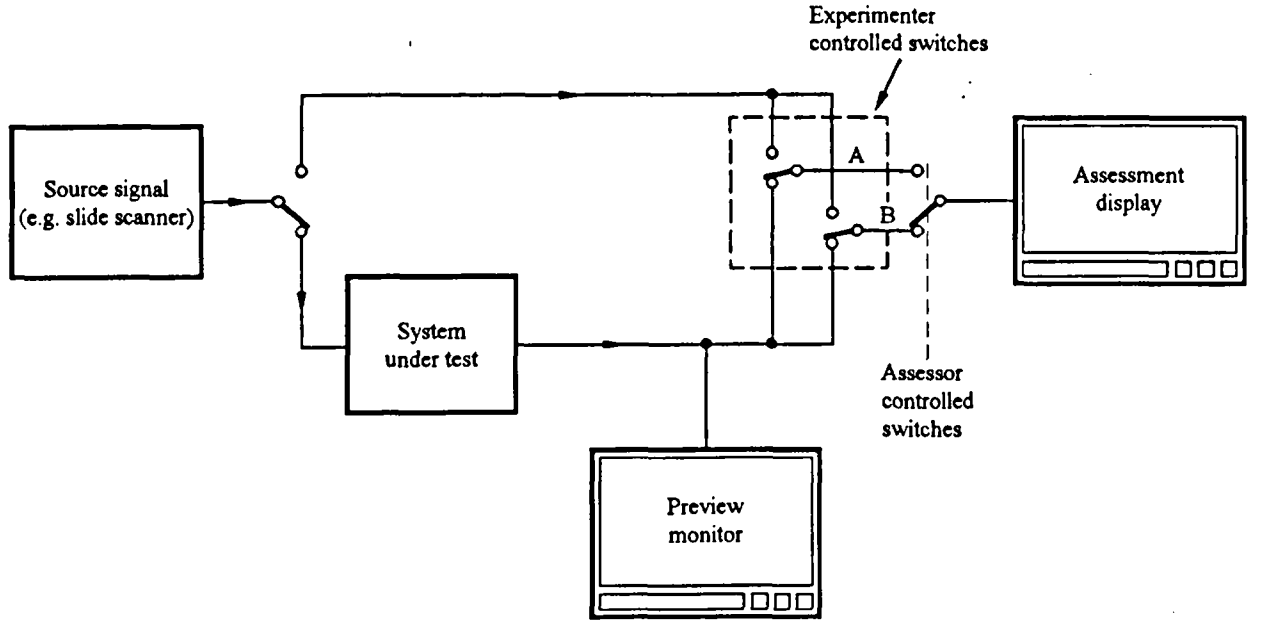 Experimenter
controlled switches
Source signal
(e.g. slide scanner)
A
B
Assessment
display
System
under test
Assessor
controlled
switches
Preview
monitor